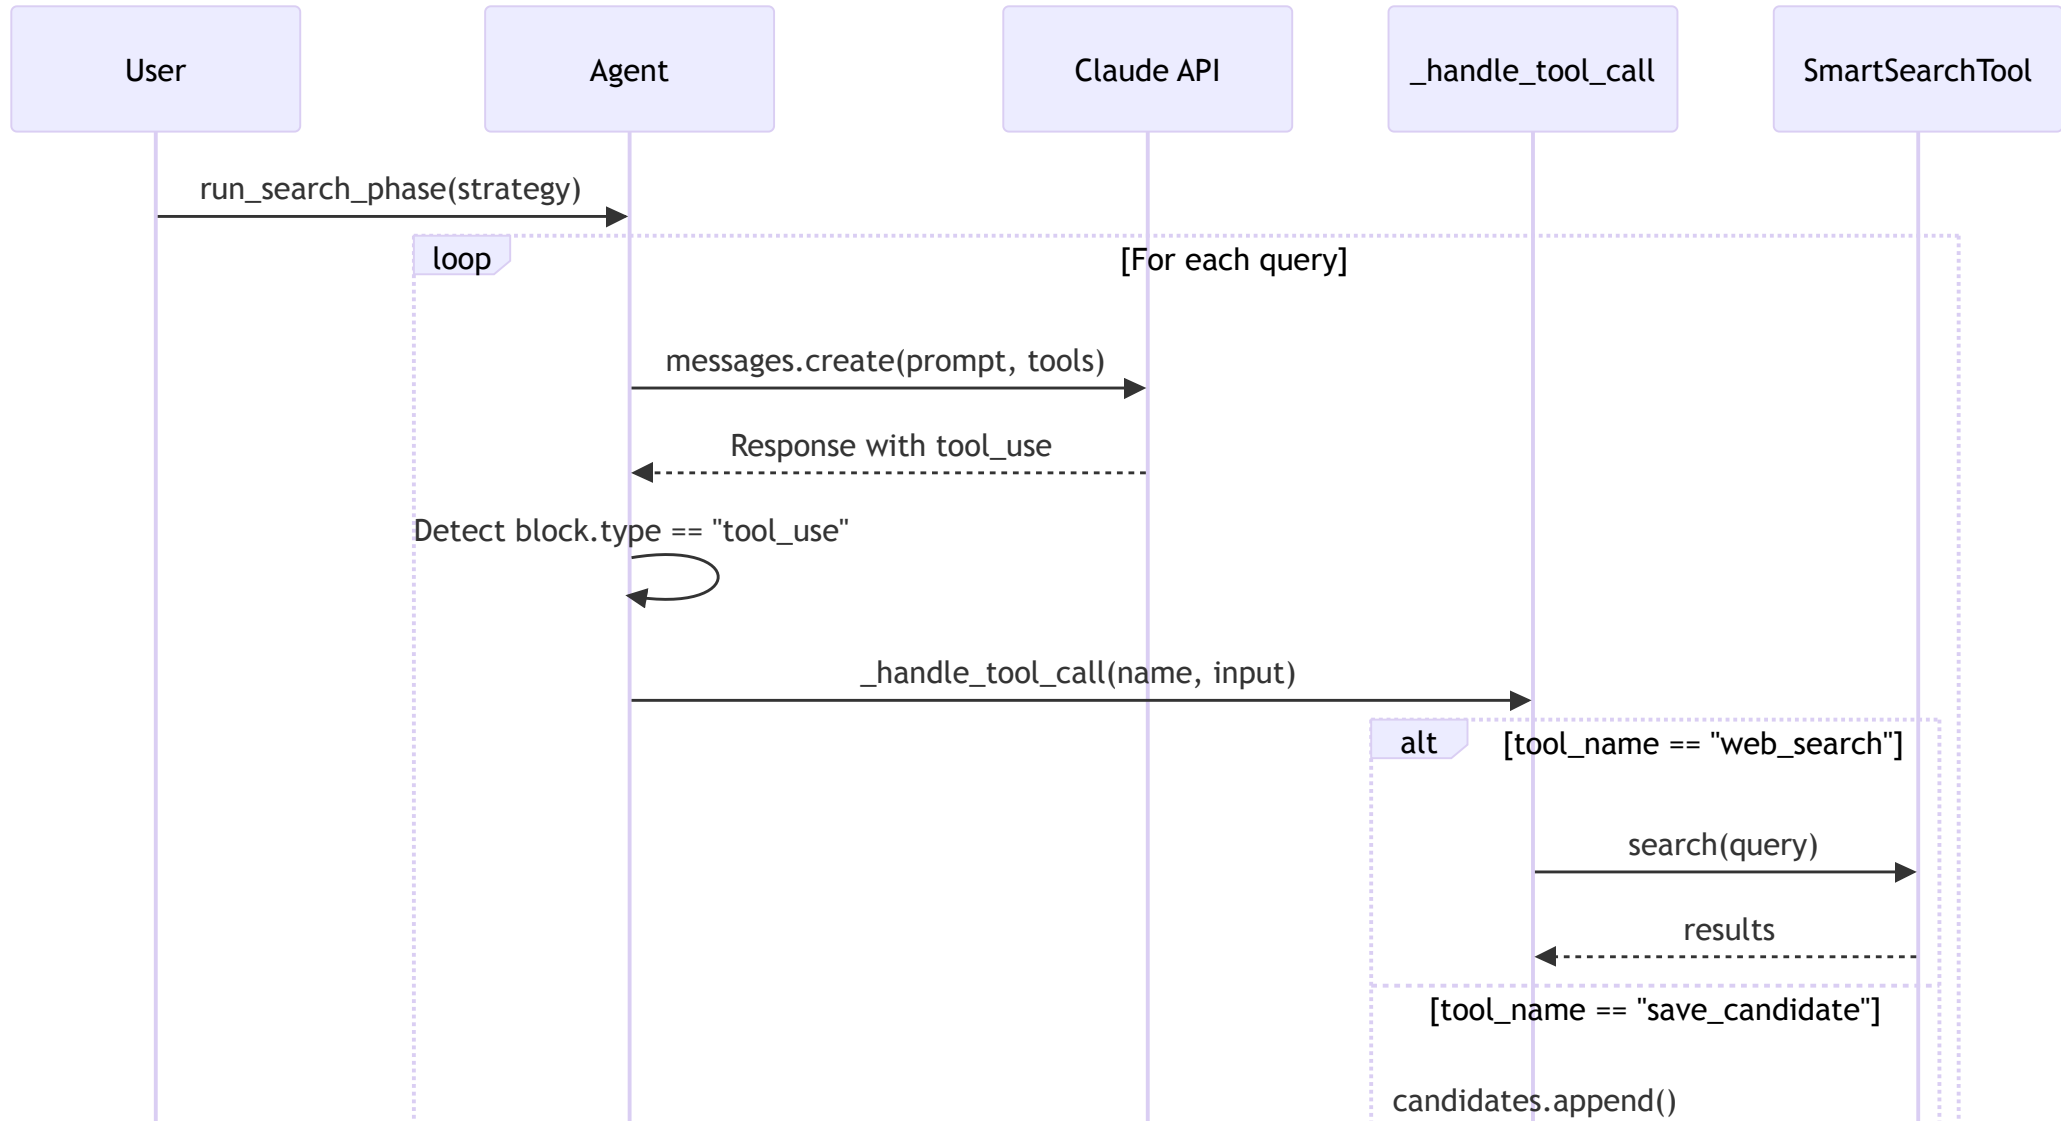 User
Agent
Claude API
_handle_tool_call
SmartSearchTool
run_search_phase(strategy)
loop
[For each query]
messages.create(prompt, tools)
Response with tool_use
Detect block.type == "tool_use"
_handle_tool_call(name, input)
alt
[tool_name == "web_search"]
search(query)
results
[tool_name == "save_candidate"]
candidates.append()